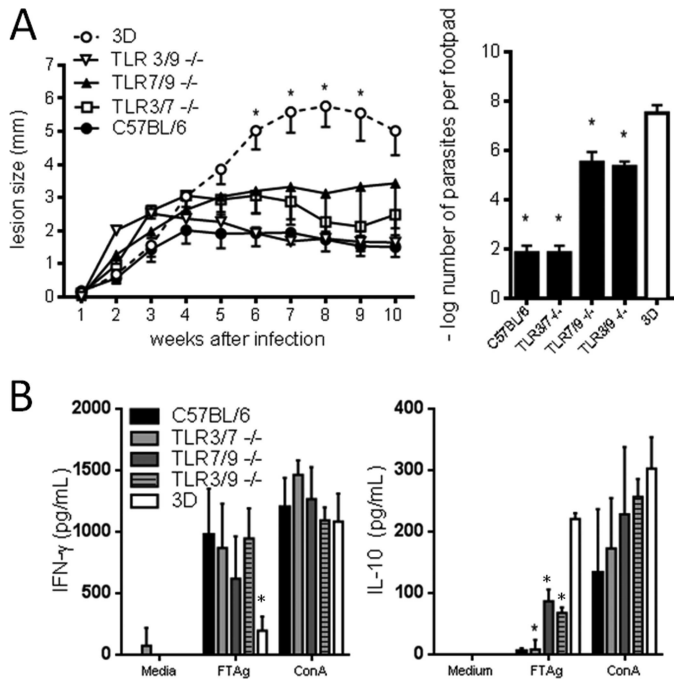 A
3D
TLR 3/9 -/-
TLR7/9 -/-
TLR3/7 -/-
C57BL/6
lesion size (mm)
7
6
5
4
3
2
1
0
* * * *
1 2 3 4 5 6 7 8 9 10
weeks after infection
- log number of parasites per footpad
10
8
6
4
2
0
* * * *
C57BL/6
TLR3/7 -/-
TLR7/9 -/-
TLR3/9 -/-
3D
B
IFN-γ (pg/mL)
2000
1500
1000
500
0
C57BL/6
TLR3/7 -/-
TLR7/9 -/-
TLR3/9 -/-
3D
*
Media FTAg ConA
IL-10 (pg/mL)
400
300
200
100
0
* * *
Medium FTAg ConA